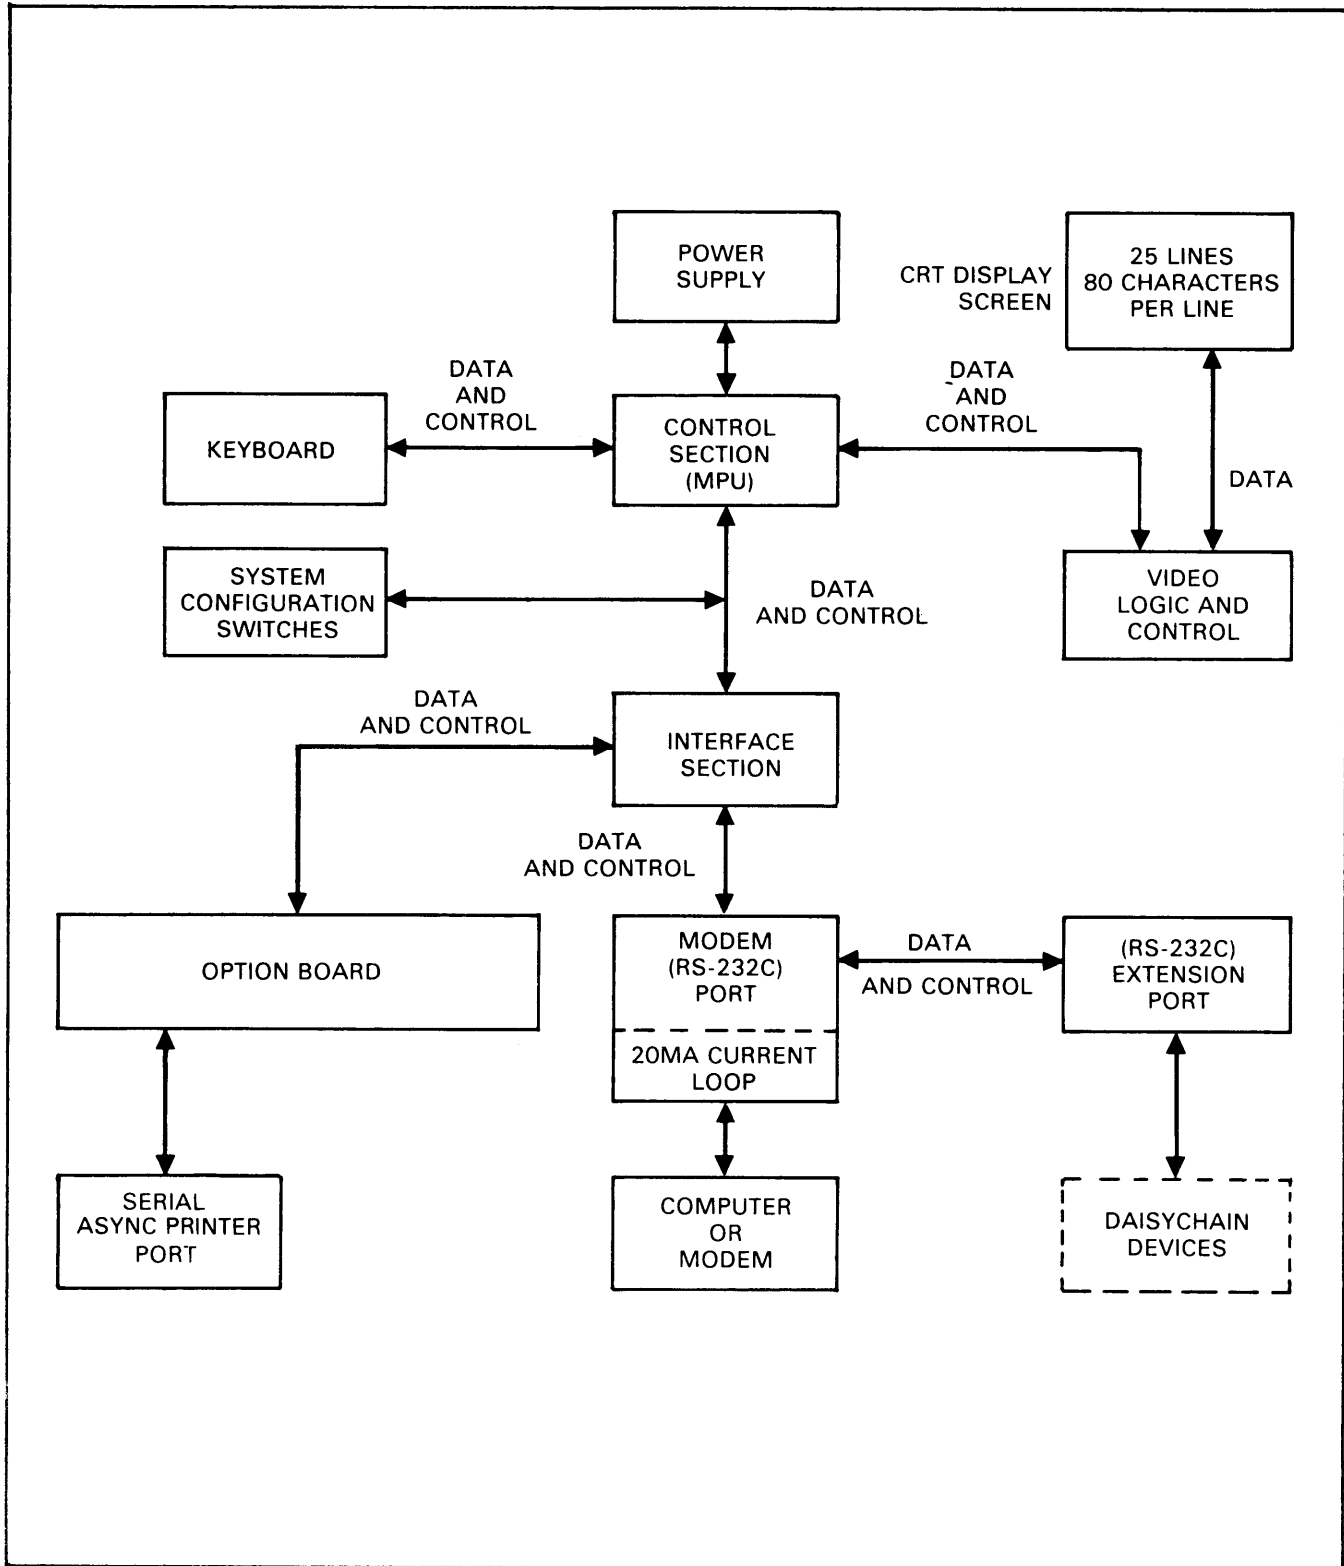 POWER
SUPPLY
CRT DISPLAY
SCREEN
25 LINES
80 CHARACTERS
PER LINE
DATA
AND
CONTROL
DATA
AND
CONTROL
KEYBOARD
CONTROL
SECTION
(MPU)
DATA
SYSTEM
CONFIGURATION
SWITCHES
DATA
AND CONTROL
VIDEO
LOGIC AND
CONTROL
DATA
AND CONTROL
INTERFACE
SECTION
DATA
AND CONTROL
OPTION BOARD
MODEM
(RS-232C)
PORT
DATA
AND CONTROL
(RS-232C)
EXTENSION
PORT
20MA CURRENT
LOOP
SERIAL
ASYNC PRINTER
PORT
COMPUTER
OR
MODEM
DAISYCHAIN
DEVICES